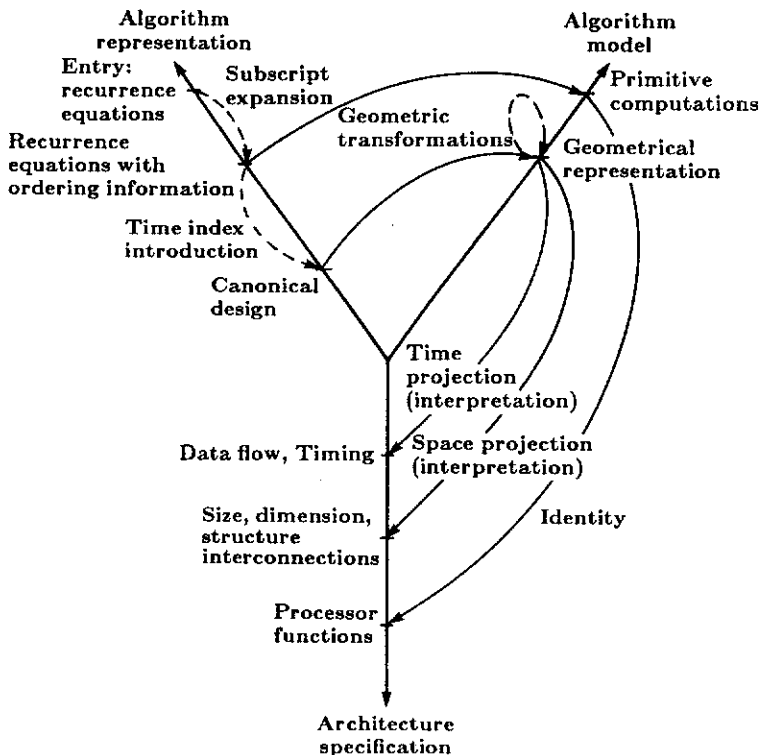 Algorithm
representation
Algorithm
model
Entry:
recurrence
equations
Subscript
expansion
Primitive
computations
Geometric
transformations
Recurrence
equations with
ordering information
Geometrical
representation
Time index
introduction
Canonical
design
Time
projection
(interpretation)
Data flow, Timing
Space projection
(interpretation)
Size, dimension,
structure
interconnections
Identity
Processor
functions
Architecture
specification